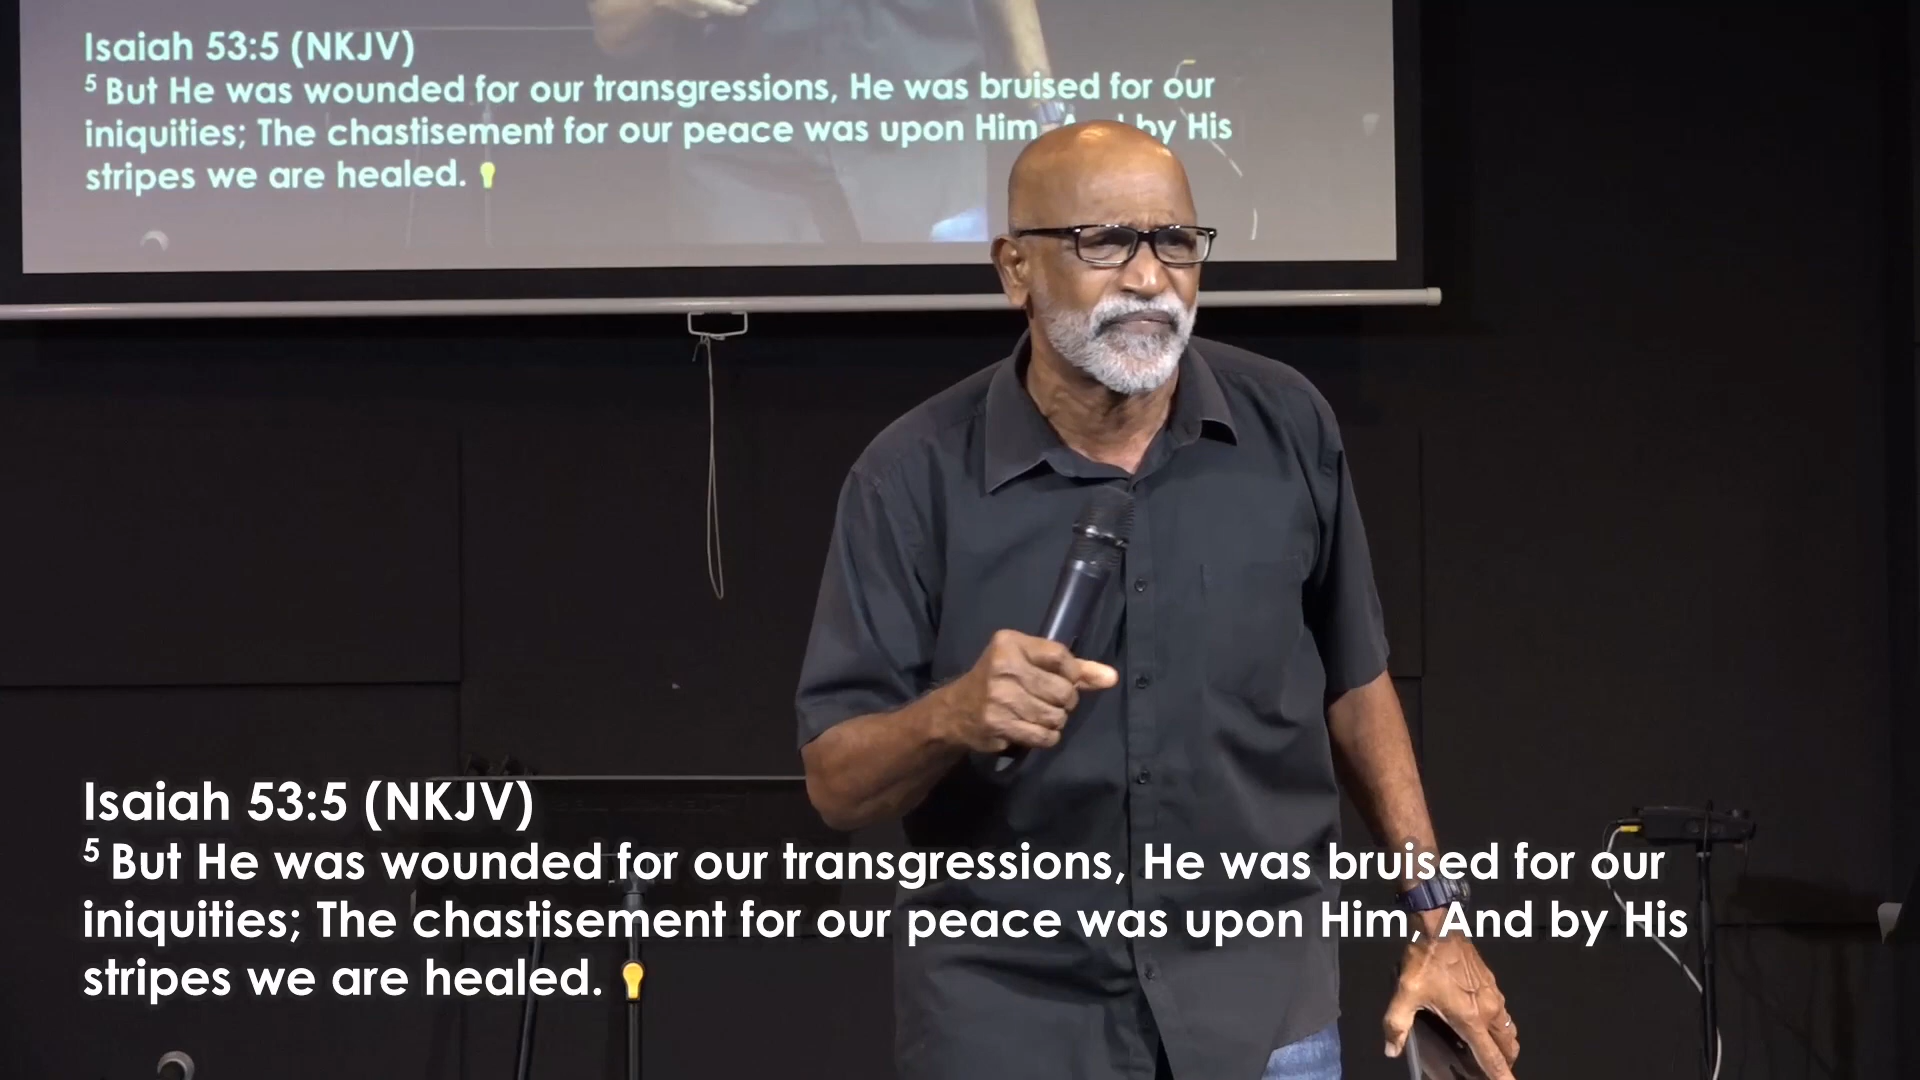 Isaiah 53:5 (NKJV)
5 But He was wounded for our transgressions, He was bruised for our
iniquities; The chastisement for our peace was upon Him, And by His
stripes we are healed.
Isaiah 53:5 (NKJV)
5 But He was wounded for our transgressions, He was bruised for our
iniquities; The chastisement for our peace was upon Him, And by His
stripes we are healed.